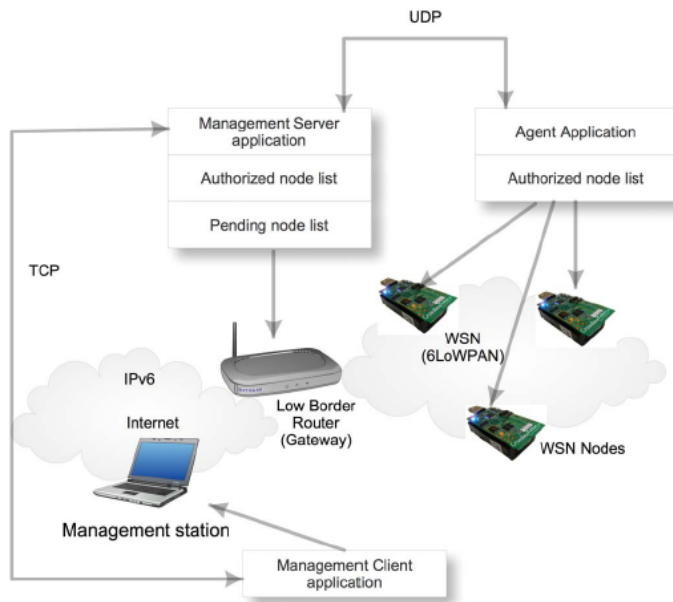 UDP
Management Server
application
Authorized node list
Pending node list
Agent Application
Authorized node list
TCP
WSN
(6LoWPAN)
IPv6
Internet
Low Border
Router
(Gateway)
WSN Nodes
Management station
Management Client
application